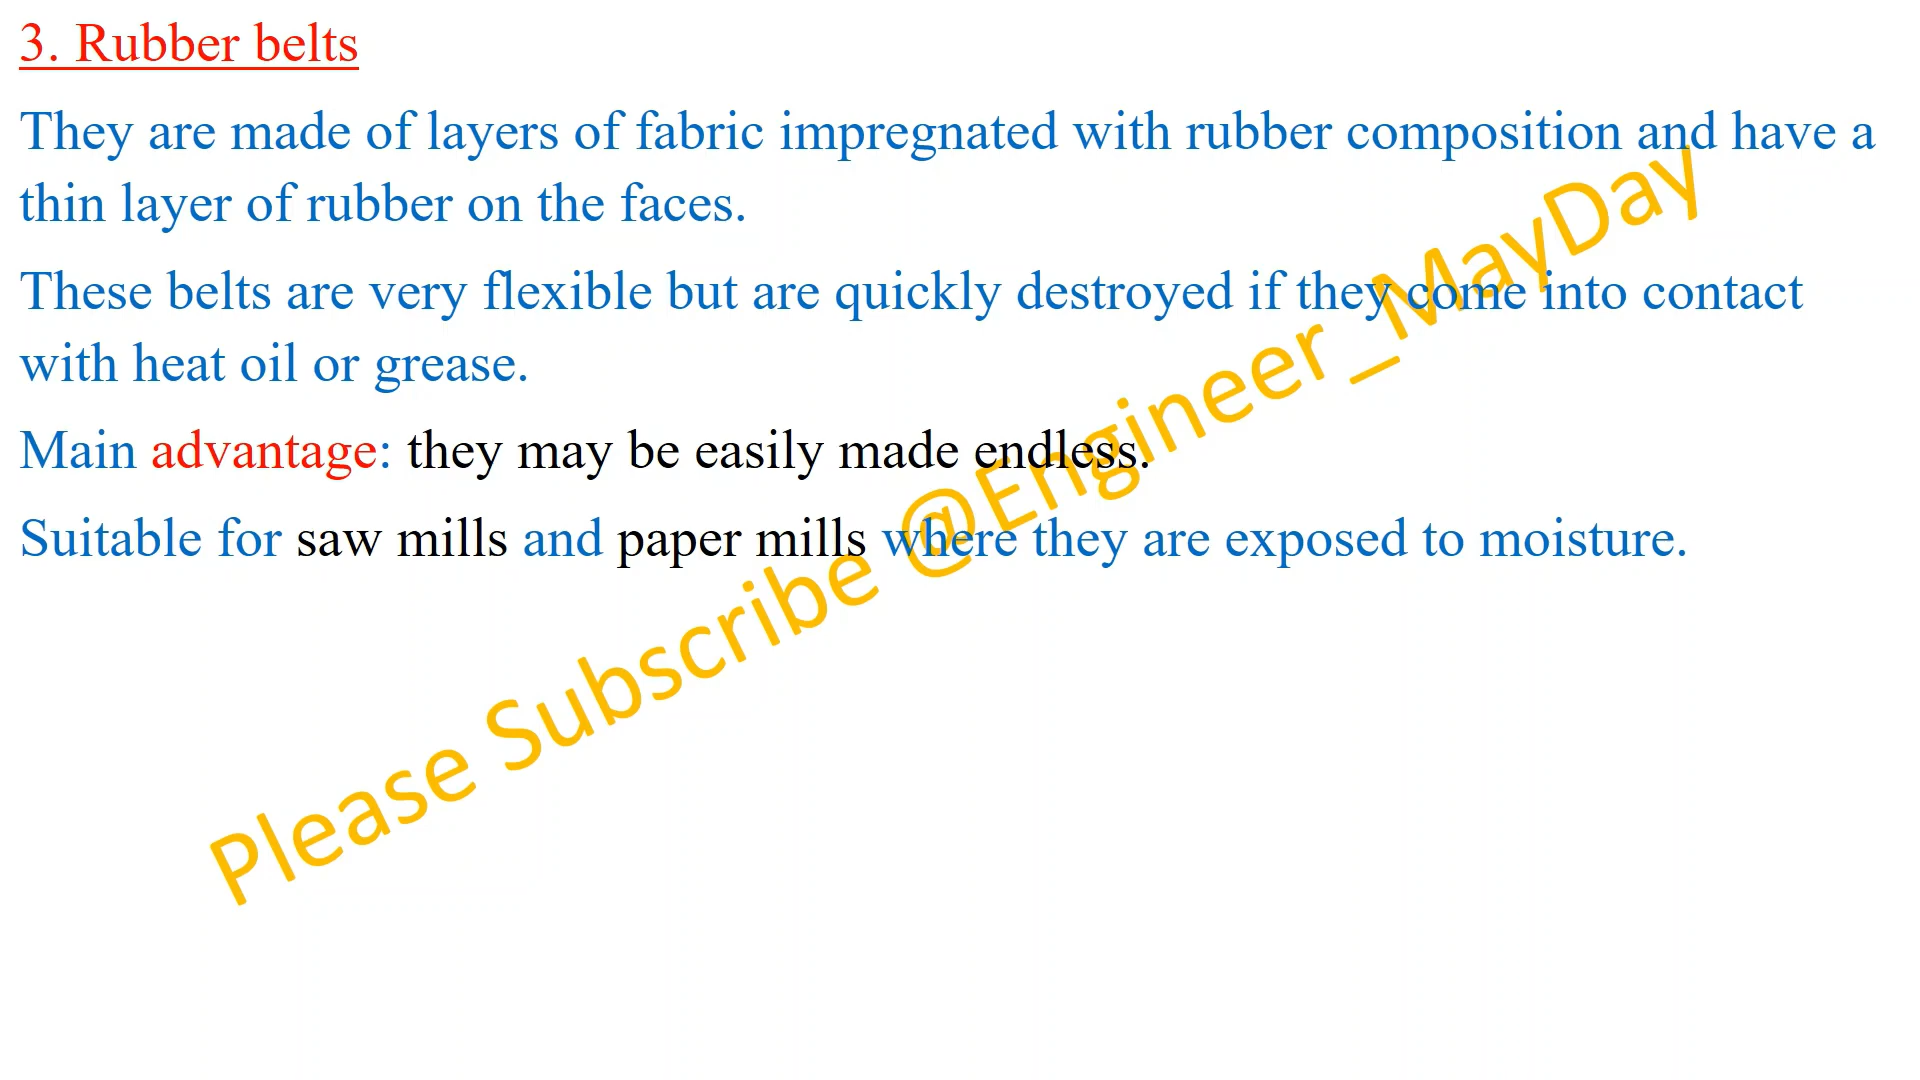 3. Rubber belts
They are made of layers of fabric impregnated with rubber composition and have a
thin layer of rubber on the faces.
These belts are very flexible but are quickly destroyed if they come into contact
with heat oil or grease.
Main advantage: they may be easily made endless.
Suitable for saw mills and paper mills where they are exposed to moisture.
Please Subscribe @Engineer_MayDay